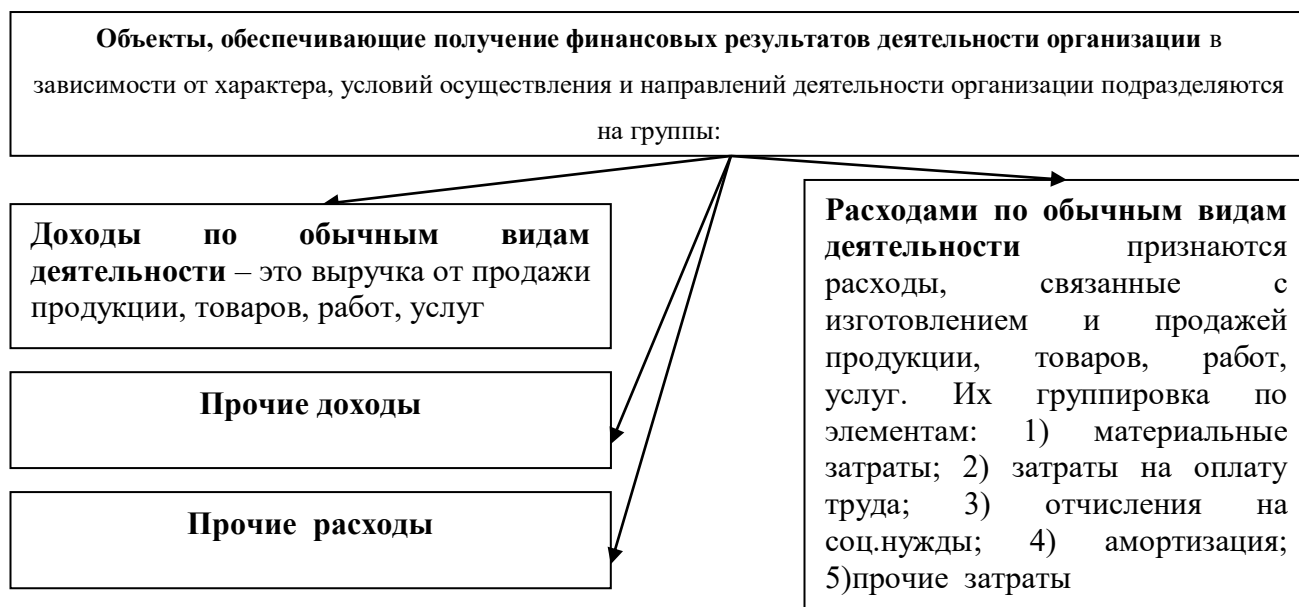 Объекты, обеспечивающие получение финансовых результатов деятельности организации в
зависимости от характера, условий осуществления и направлений деятельности организации подразделяются
на группы:
Доходы по обычным видам
деятельности – это выручка от продажи
продукции, товаров, работ, услуг
Прочие доходы
Прочие расходы
Расходами по обычным видам
деятельности признаются
расходы, связанные с
изготовлением и продажей
продукции, товаров, работ,
услуг. Их группировка по
элементам: 1) материальные
затраты; 2) затраты на оплату
труда; 3) отчисления на
соц.нужды; 4) амортизация;
5)прочие затраты